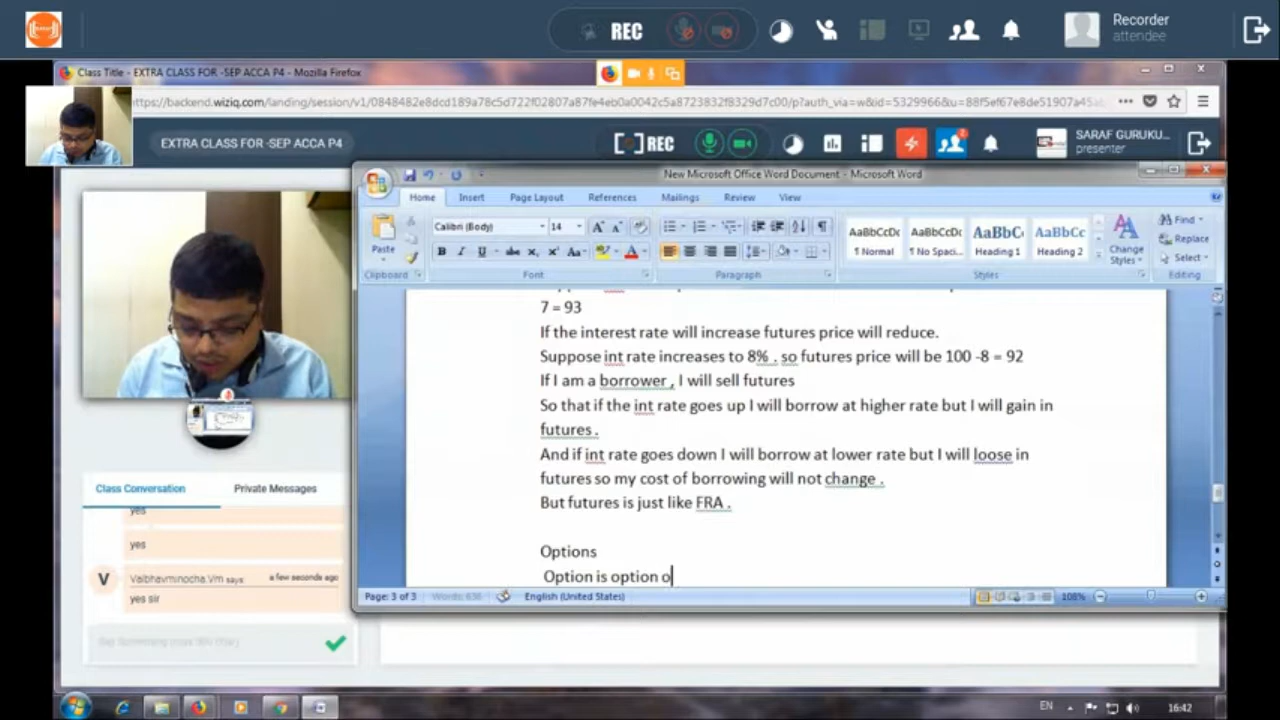 REC
Recorder
attendee
Class Title - EXTRA CLASS FOR -SEP ACCA P4 - Mozilla Firefox
EXTRA CLASS FOR -SEP ACCA P4
REC
SARAF GURUKU...
presenter
New Microsoft Office Word Document - Microsoft Word
Home Insert Page Layout References Mailings Review View
Paste
Calibri (Body) 14
AaBbCcDc AaBbCcDc AaBbC AaBbCc
¶ Normal ¶ No Spaci... Heading 1 Heading 2
Change Styles
Find
Replace
Select
Clipboard Font Paragraph Styles Editing
7 = 93
If the interest rate will increase futures price will reduce.
Suppose int rate increases to 8% . so futures price will be 100 -8 = 92
If I am a borrower , I will sell futures
So that if the int rate goes up I will borrow at higher rate but I will gain in
futures .
And if int rate goes down I will borrow at lower rate but I will loose in
futures so my cost of borrowing will not change .
But futures is just like FRA .
Options
Option is option o
Page: 3 of 3 Words: 636 English (United States) 108%
Class Conversation Private Messages
yes
yes
V
Vaibhavminocha.Vm says: a few seconds ago
yes sir
EN 16:42